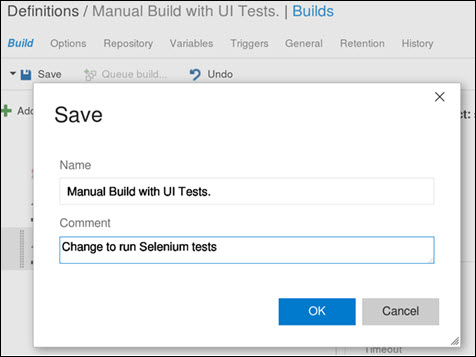 Definitions / Manual Build with UI Tests. | Builds
Build Options Repository Variables Triggers General Retention History
Save Queue build... Undo
Save
Name
Manual Build with UI Tests.
Comment
Change to run Selenium tests
OK Cancel
Timeout